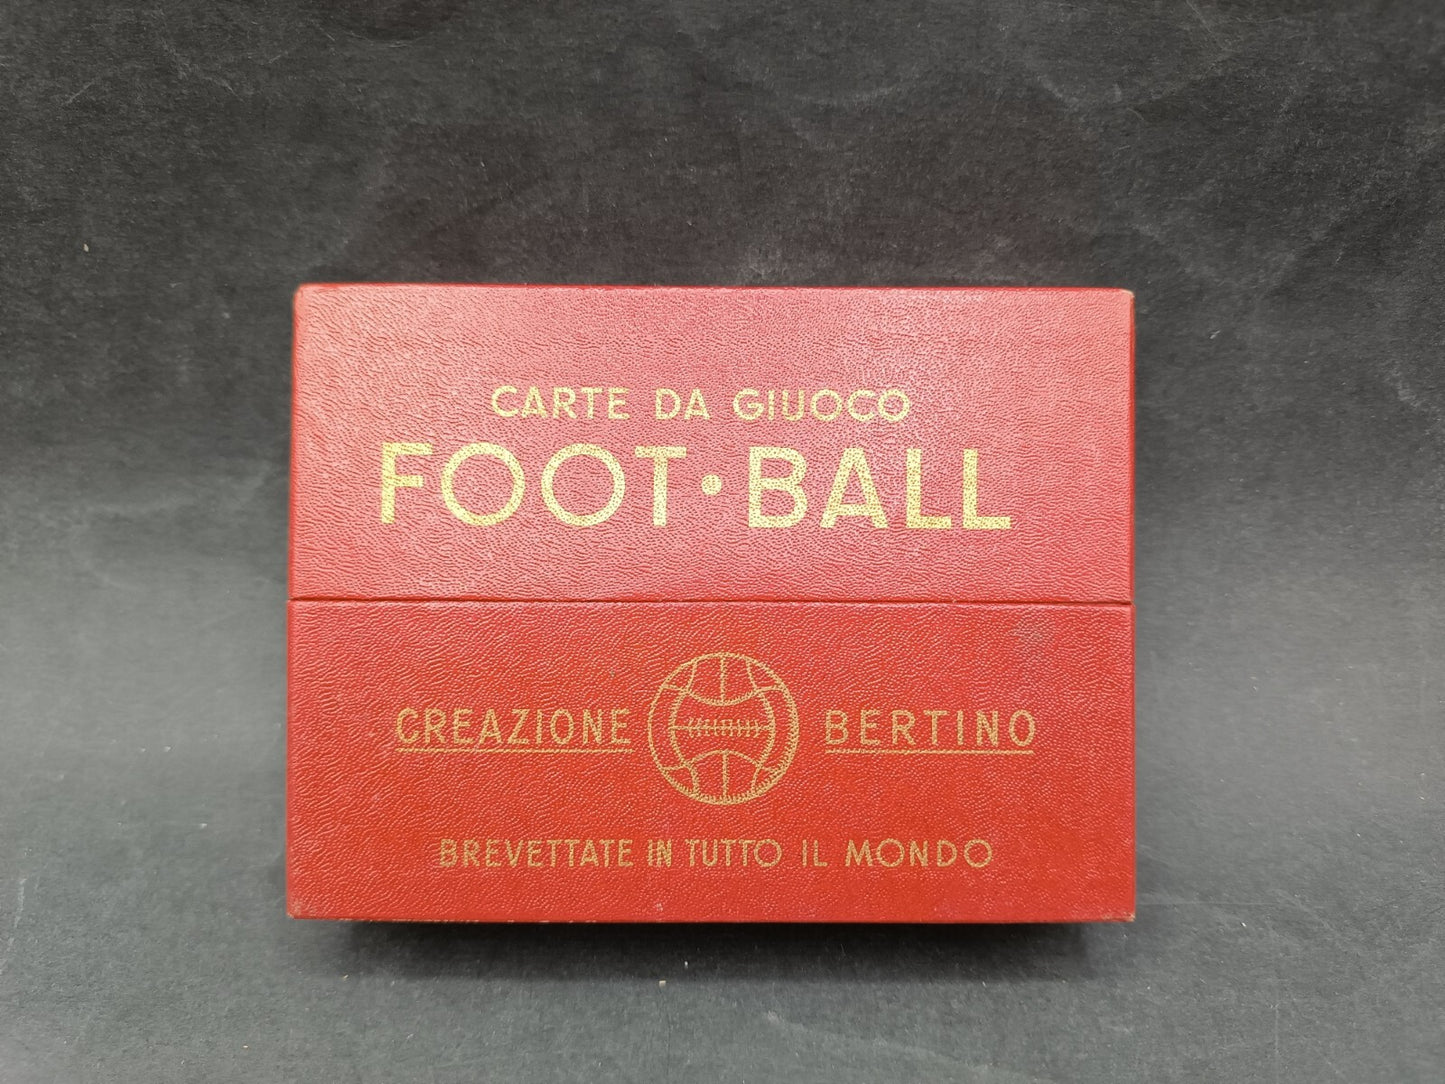 CARTE DA GIUOCO
FOOT·BALL
CREAZIONE BERTINO
BREVETTATE IN TUTTO IL MONDO